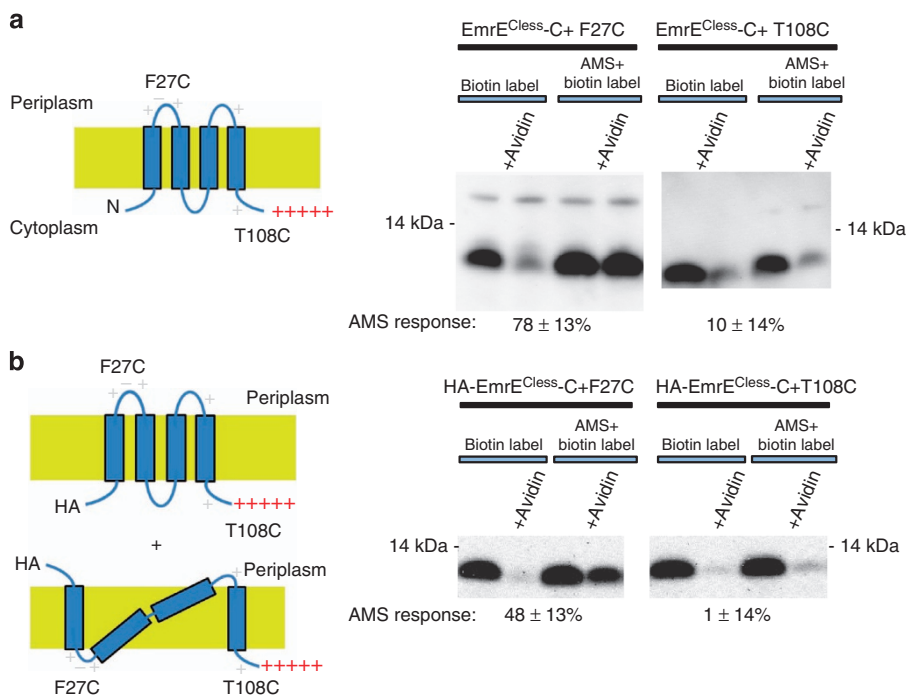 a
EmrE^Cless-C+ F27C
EmrE^Cless-C+ T108C
Biotin label
AMS+
biotin label
Biotin label
AMS+
biotin label
+Avidin
+Avidin
+Avidin
+Avidin
F27C
+ − +
+
Periplasm
N
Cytoplasm
+
+++++
T108C
14 kDa -
- 14 kDa
AMS response:
78 ± 13%
10 ± 14%
b
F27C
+ − +
+
Periplasm
HA
+
+++++
T108C
+
HA
+
Periplasm
+ − +
+
+++++
F27C
T108C
HA-EmrE^Cless-C+F27C
HA-EmrE^Cless-C+T108C
Biotin label
AMS+
biotin label
Biotin label
AMS+
biotin label
+Avidin
+Avidin
+Avidin
+Avidin
14 kDa -
- 14 kDa
AMS response:
48 ± 13%
1 ± 14%